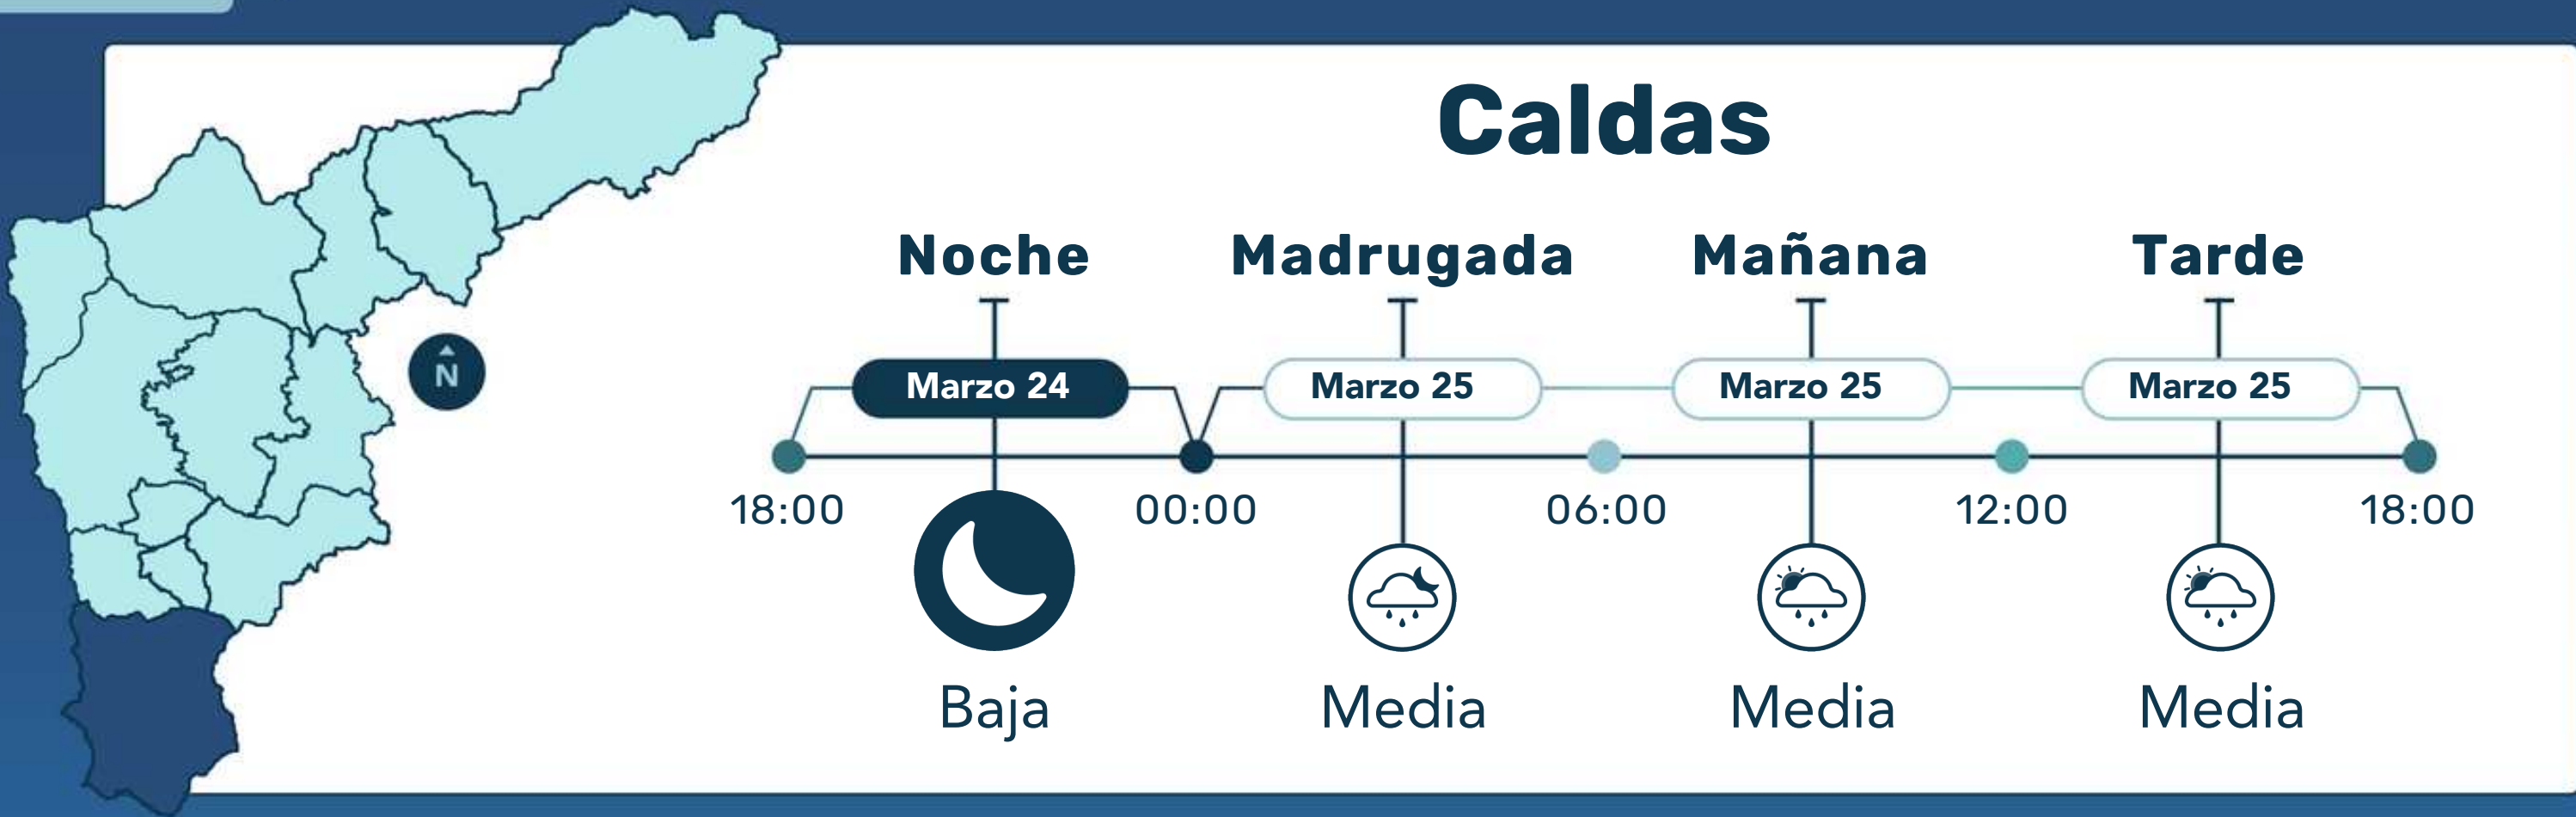 Caldas
Noche Madrugada Mañana Tarde
N
Marzo 24 Marzo 25 Marzo 25 Marzo 25
18:00 00:00 06:00 12:00 18:00
Baja Media Media Media